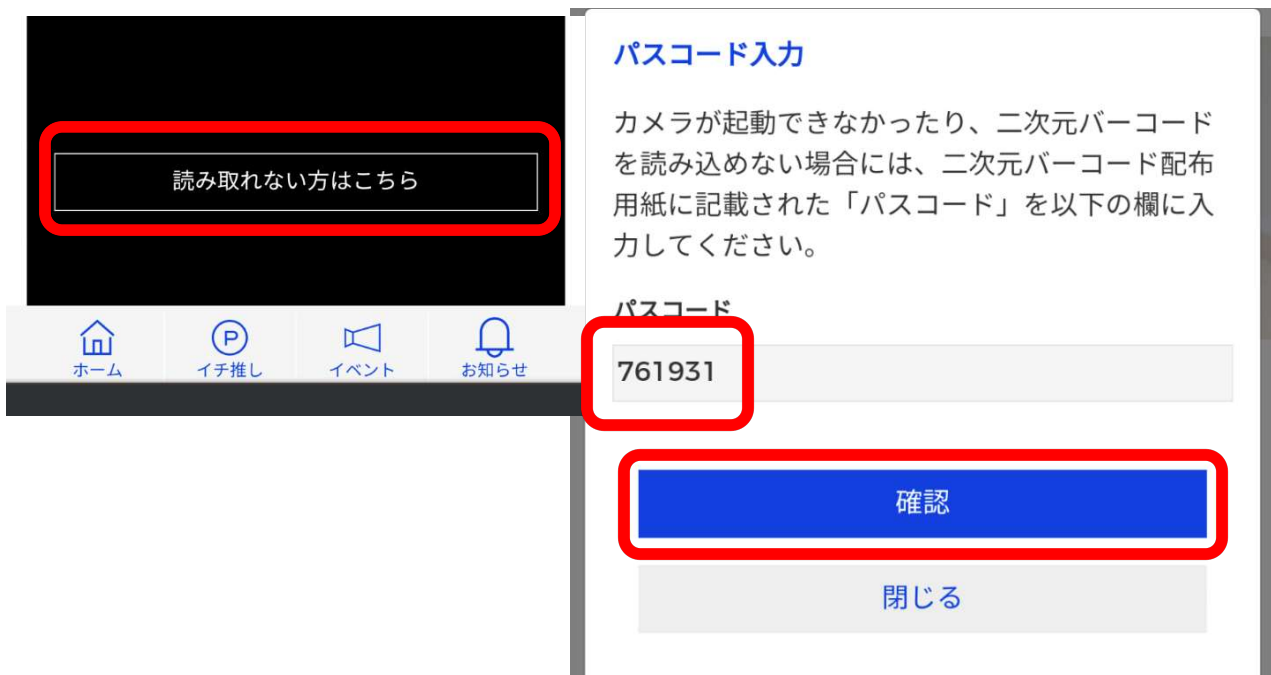 読み取れない方はこちら
ホーム
イチ推し
イベント
お知らせ
パスコード入力
カメラが起動できなかったり、二次元バーコード
を読み込めない場合には、二次元バーコード配布
用紙に記載された「パスコード」を以下の欄に入
力してください。
パスコード
761931
確認
閉じる